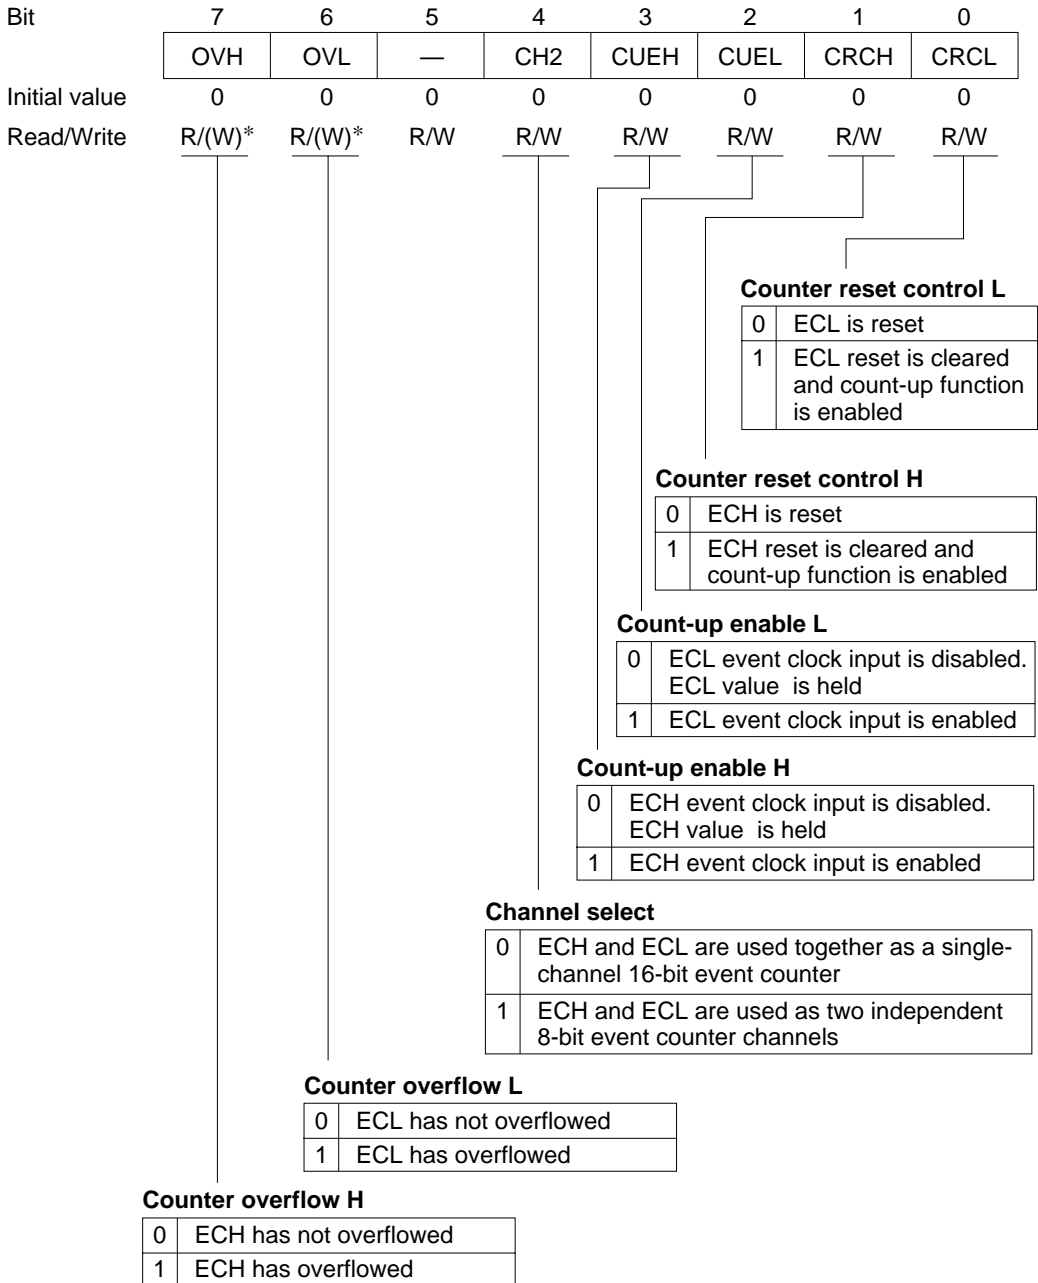 Bit 7 6 5 4 3 2 1 0
OVH OVL — CH2 CUEH CUEL CRCH CRCL
Initial value 0 0 0 0 0 0 0 0
Read/Write R/(W)* R/(W)* R/W R/W R/W R/W R/W R/W
Counter reset control L
0 ECL is reset
1 ECL reset is cleared
and count-up function
is enabled
Counter reset control H
0 ECH is reset
1 ECH reset is cleared and
count-up function is enabled
Count-up enable L
0 ECL event clock input is disabled.
ECL value is held
1 ECL event clock input is enabled
Count-up enable H
0 ECH event clock input is disabled.
ECH value is held
1 ECH event clock input is enabled
Channel select
0 ECH and ECL are used together as a single-
channel 16-bit event counter
1 ECH and ECL are used as two independent
8-bit event counter channels
Counter overflow L
0 ECL has not overflowed
1 ECL has overflowed
Counter overflow H
0 ECH has not overflowed
1 ECH has overflowed